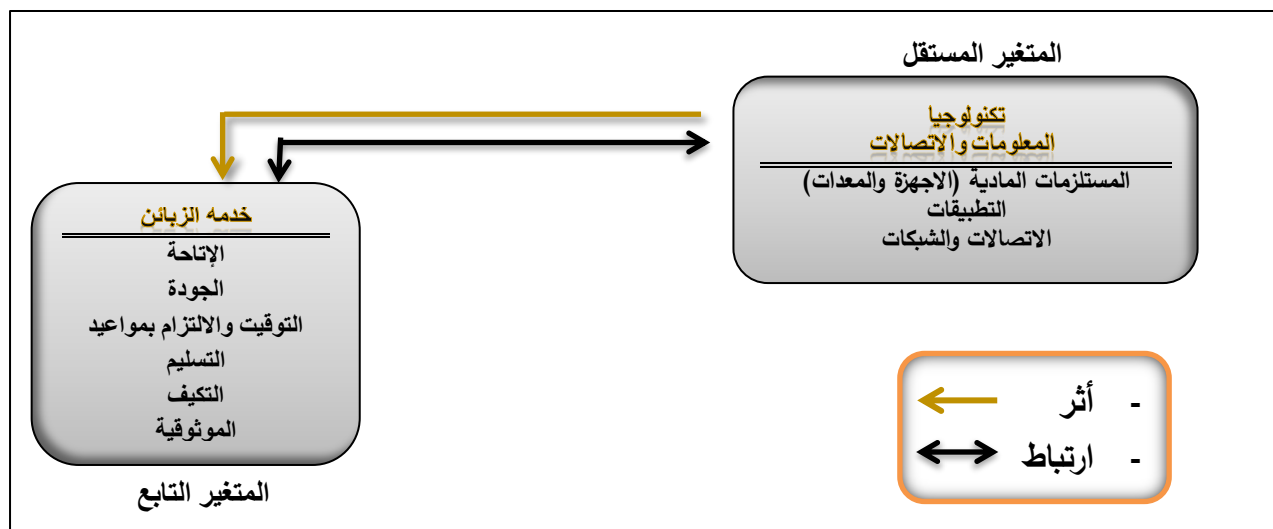 المتغير المستقل
تكنولوجيا
المعلومات والاتصالات
المستلزمات المادية (الاجهزة والمعدات)
التطبيقات
الاتصالات والشبكات
خدمه الزبائن
الإتاحة
الجودة
التوقيت والالتزام بمواعيد
التسليم
التكيف
الموثوقية
المتغير التابع
- أثر
- ارتباط